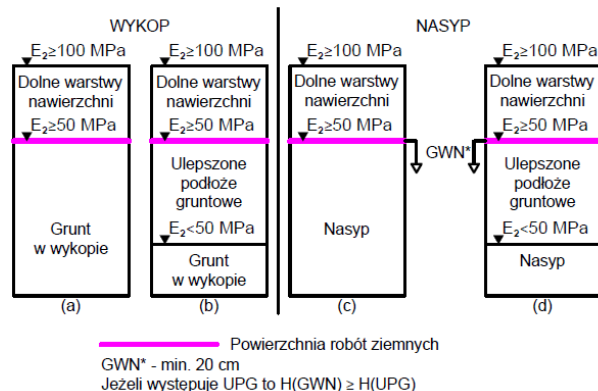 WYKOP
NASYP
E₂≥100 MPa
E₂≥100 MPa
E₂≥100 MPa
E₂≥100 MPa
Dolne warstwy
nawierzchni
Dolne warstwy
nawierzchni
Dolne warstwy
nawierzchni
Dolne warstwy
nawierzchni
E₂≥50 MPa
E₂≥50 MPa
E₂≥50 MPa
E₂≥50 MPa
GWN*
Grunt
w wykopie
Ulepszone
podłoże
gruntowe
E₂<50 MPa
Grunt
w wykopie
Nasyp
Ulepszone
podłoże
gruntowe
E₂<50 MPa
Nasyp
(a)
(b)
(c)
(d)
Powierzchnia robót ziemnych
GWN* - min. 20 cm
Jeżeli występuje UPG to H(GWN) ≥ H(UPG)